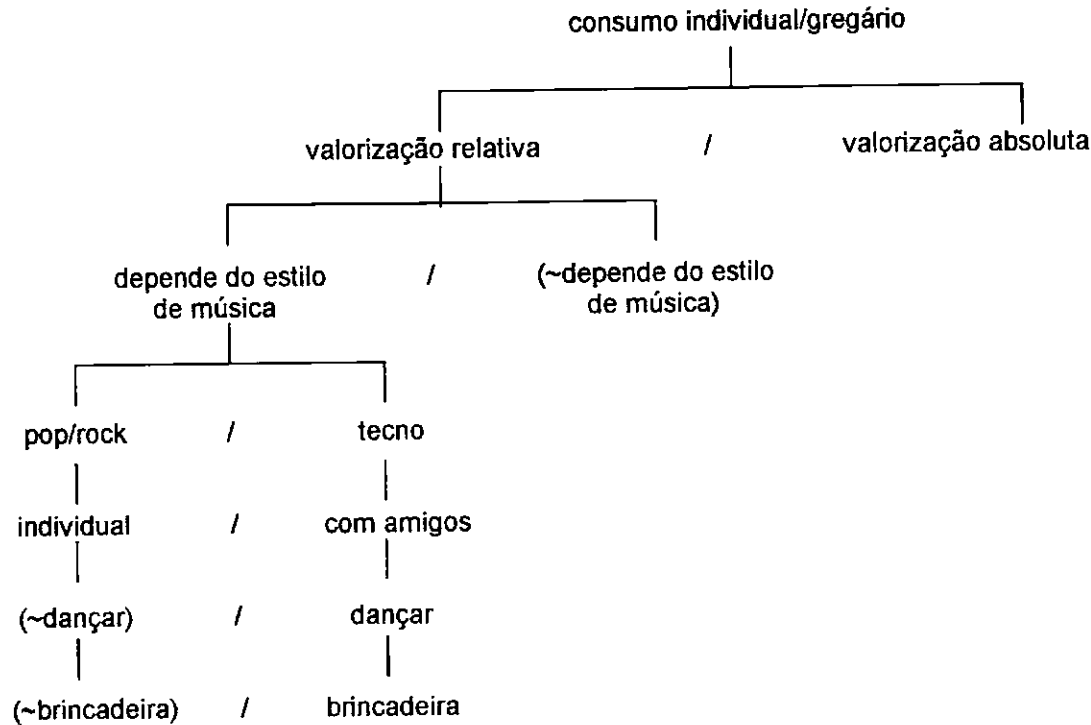 consumo individual/gregário
valorização relativa / valorização absoluta
depende do estilo / (~depende do estilo
de música de música)
pop/rock / tecno
individual / com amigos
(~dançar) / dançar
(~brincadeira) / brincadeira